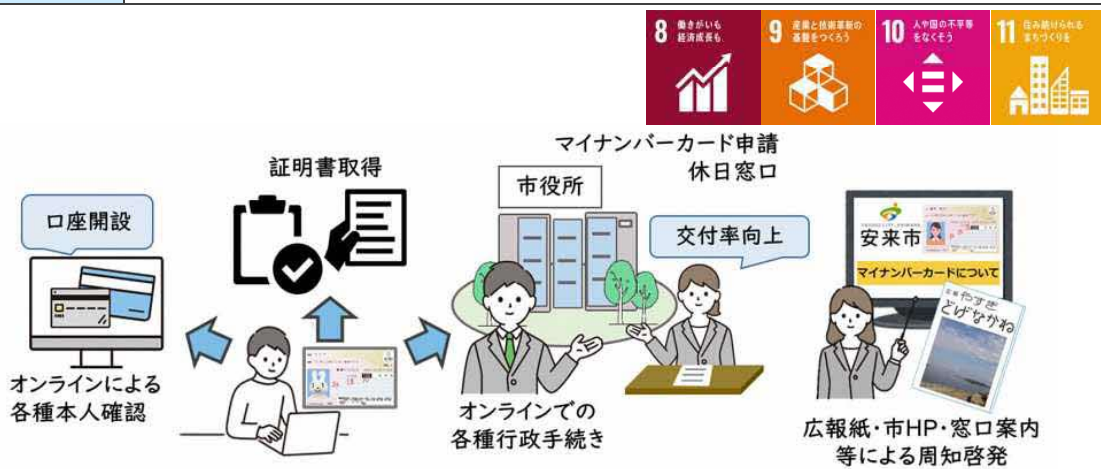 8 働きがいも
経済成長も
9 産業と技術革新の
基盤をつくろう
10 人や国の不平等
をなくそう
11 住み続けられる
まちづくりを
マイナンバーカード申請
休日窓口
証明書取得
市役所
口座開設
交付率向上
安来市
マイナンバーカードについて
やすぎ
どげなかね
オンラインによる
各種本人確認
オンラインでの
各種行政手続き
広報紙・市HP・窓口案内
等による周知啓発